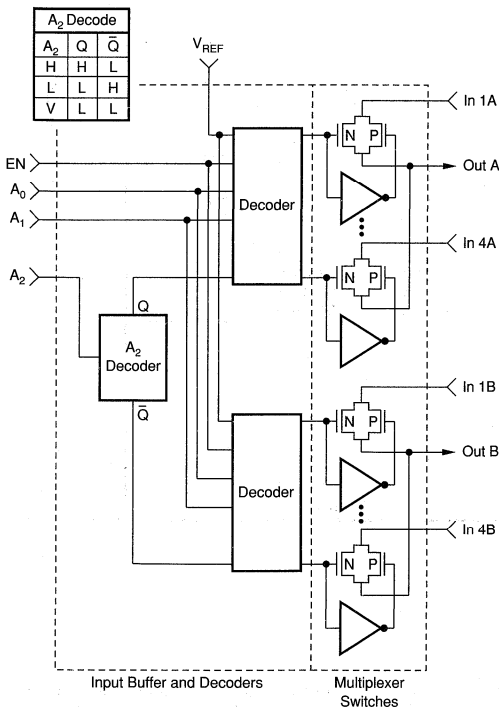 A₂ Decode
A₂ Q Q̄
H H L
L L H
V L L
V_REF
In 1A
N P
EN
Out A
A₀
Decoder
A₁
In 4A
A₂
N P
Q
A₂
Decoder
In 1B
Q̄
N P
Out B
Decoder
In 4B
N P
Input Buffer and Decoders
Multiplexer
Switches